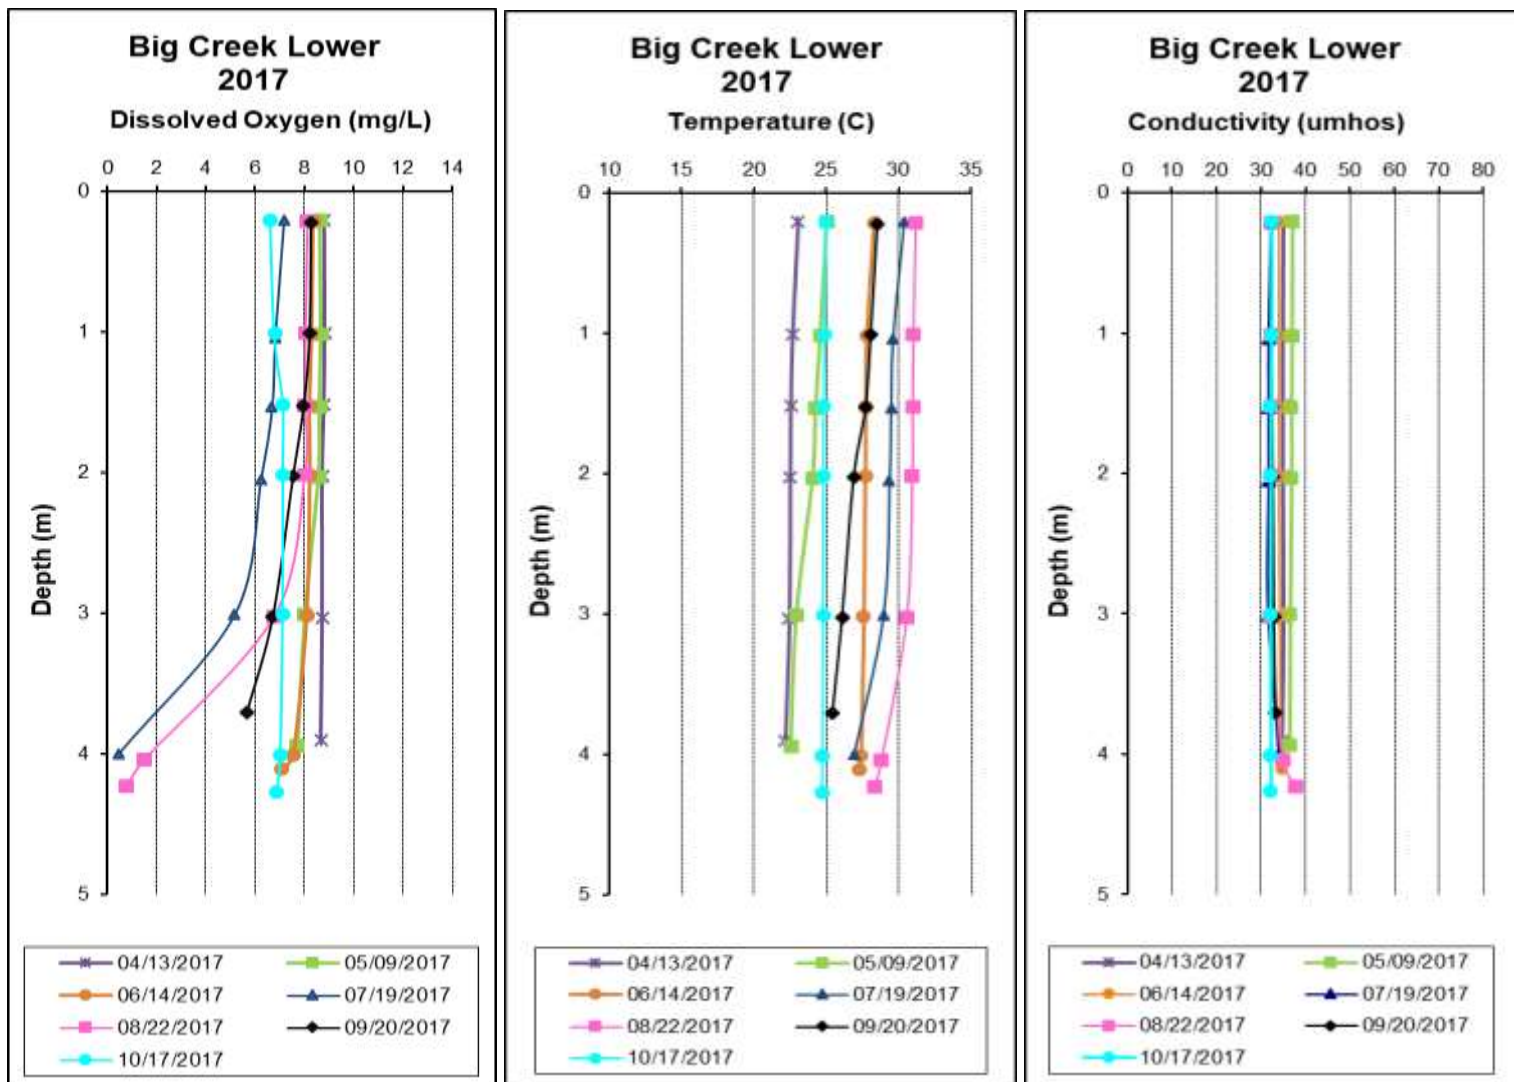 Big Creek Lower
2017
Dissolved Oxygen (mg/L)
0 2 4 6 8 10 12 14
0
1
2
3
4
5
Depth (m)
04/13/2017 05/09/2017
06/14/2017 07/19/2017
08/22/2017 09/20/2017
10/17/2017
Big Creek Lower
2017
Temperature (C)
10 15 20 25 30 35
0
1
2
3
4
5
Depth (m)
04/13/2017 05/09/2017
06/14/2017 07/19/2017
08/22/2017 09/20/2017
10/17/2017
Big Creek Lower
2017
Conductivity (umhos)
0 10 20 30 40 50 60 70 80
0
1
2
3
4
5
Depth (m)
04/13/2017 05/09/2017
06/14/2017 07/19/2017
08/22/2017 09/20/2017
10/17/2017